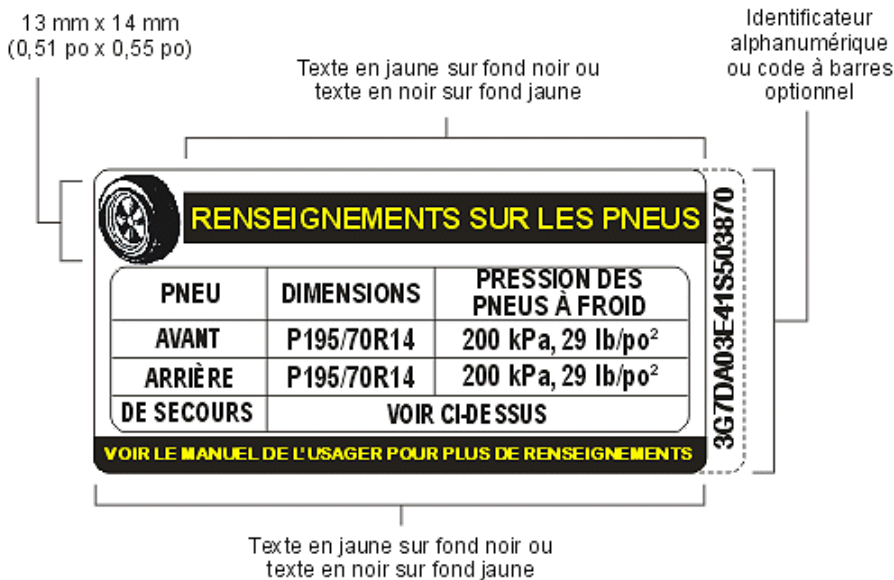 13 mm x 14 mm
(0,51 po x 0,55 po)
Texte en jaune sur fond noir ou
texte en noir sur fond jaune
Identificateur
alphanumérique
ou code à barres
optionnel
RENSEIGNEMENTS SUR LES PNEUS
PNEU DIMENSIONS PRESSION DES
PNEUS À FROID
AVANT P195/70R14 200 kPa, 29 lb/po²
ARRIÈRE P195/70R14 200 kPa, 29 lb/po²
DE SECOURS VOIR CI-DESSUS
VOIR LE MANUEL DE L'USAGER POUR PLUS DE RENSEIGNEMENTS
3G7DA03E41S503870
Texte en jaune sur fond noir ou
texte en noir sur fond jaune